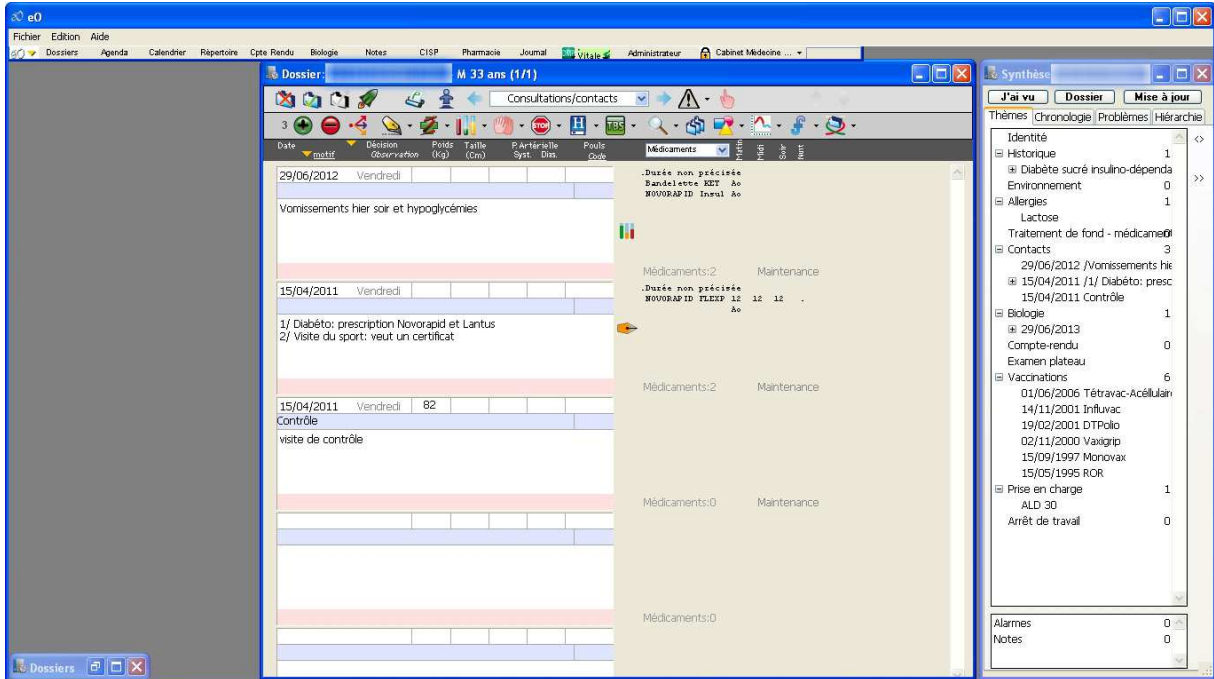 eO
Fichier Edition Aide
Dossiers Agenda Calendrier Répertoire Cpte Rendu Biologie Notes CISP Pharmacie Journal Vitale Administrateur Cabinet Médecine ...
Dossier: M 33 ans (1/1)
Consultations/contacts
3 STOP H TBS
Date motif Décision Observation Poids (Kg) Taille (Cm) P.Artérielle Syst. Dias. Pouls Code Médicaments Matin Midi Soir Nuit
29/06/2012 Vendredi
.Durée non précisée
Bandelette KET Ao
NOVORAPID Insul Ao
Vomissements hier soir et hypoglycémies
Médicaments:2 Maintenance
15/04/2011 Vendredi
.Durée non précisée
NOVORAPID FLEXP 12 12 12 .
Ao
1/ Diabéto: prescription Novorapid et Lantus
2/ Visite du sport: veut un certificat
Médicaments:2 Maintenance
15/04/2011 Vendredi 82
Contrôle
visite de contrôle
Médicaments:0 Maintenance
Médicaments:0
Dossiers
Synthèse
J'ai vu Dossier Mise à jour
Thèmes Chronologie Problèmes Hiérarchie
Identité
Historique 1
Diabète sucré insulino-dépenda
Environnement 0
Allergies 1
Lactose
Traitement de fond - médicament
Contacts 3
29/06/2012 /Vomissements hie
15/04/2011 /1/ Diabéto: presc
15/04/2011 Contrôle
Biologie 1
29/06/2013
Compte-rendu 0
Examen plateau
Vaccinations 6
01/06/2006 Tétravac-Acéllulair
14/11/2001 Influvac
19/02/2001 DTPolio
02/11/2000 Vaxigrip
15/09/1997 Monovax
15/05/1995 ROR
Prise en charge 1
ALD 30
Arrêt de travail 0
Alarmes 0
Notes 0